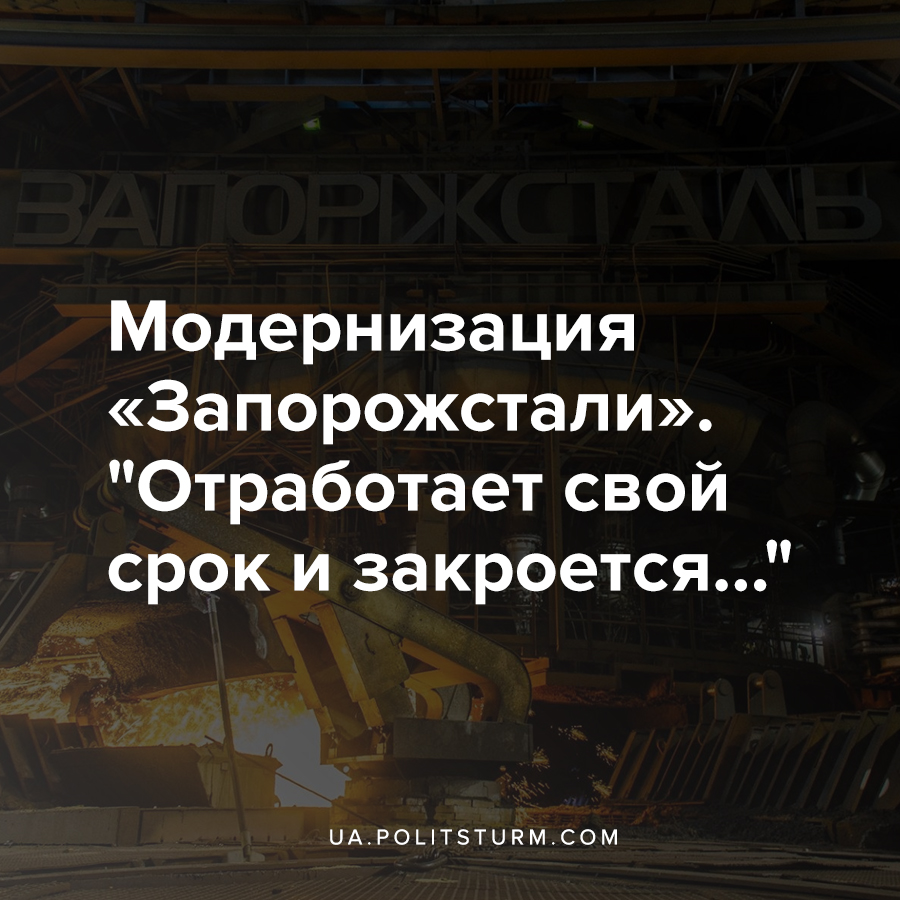 ЗАПОРІЖСТАЛЬ
Модернизация
«Запорожстали».
"Отработает свой
срок и закроется..."
UA.POLITSTURM.COM